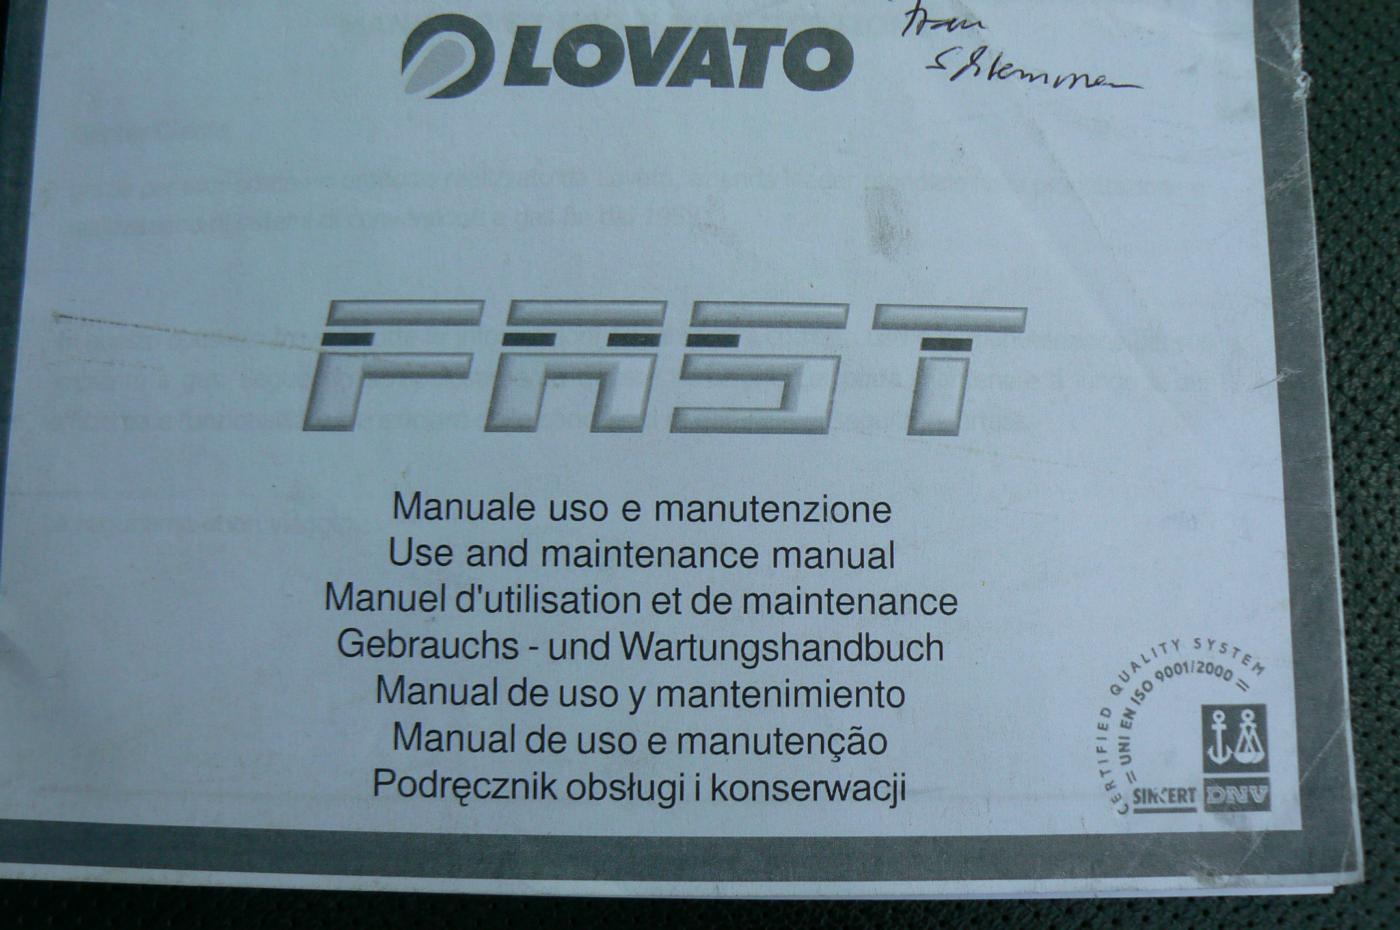 LOVATO
FAST
Manuale uso e manutenzione
Use and maintenance manual
Manuel d'utilisation et de maintenance
Gebrauchs - und Wartungshandbuch
Manual de uso y mantenimiento
Manual de uso e manutenção
Podręcznik obsługi i konserwacji
CERTIFIED QUALITY SYSTEM
= UNI EN ISO 9001/2000 =
SINCERT DNV